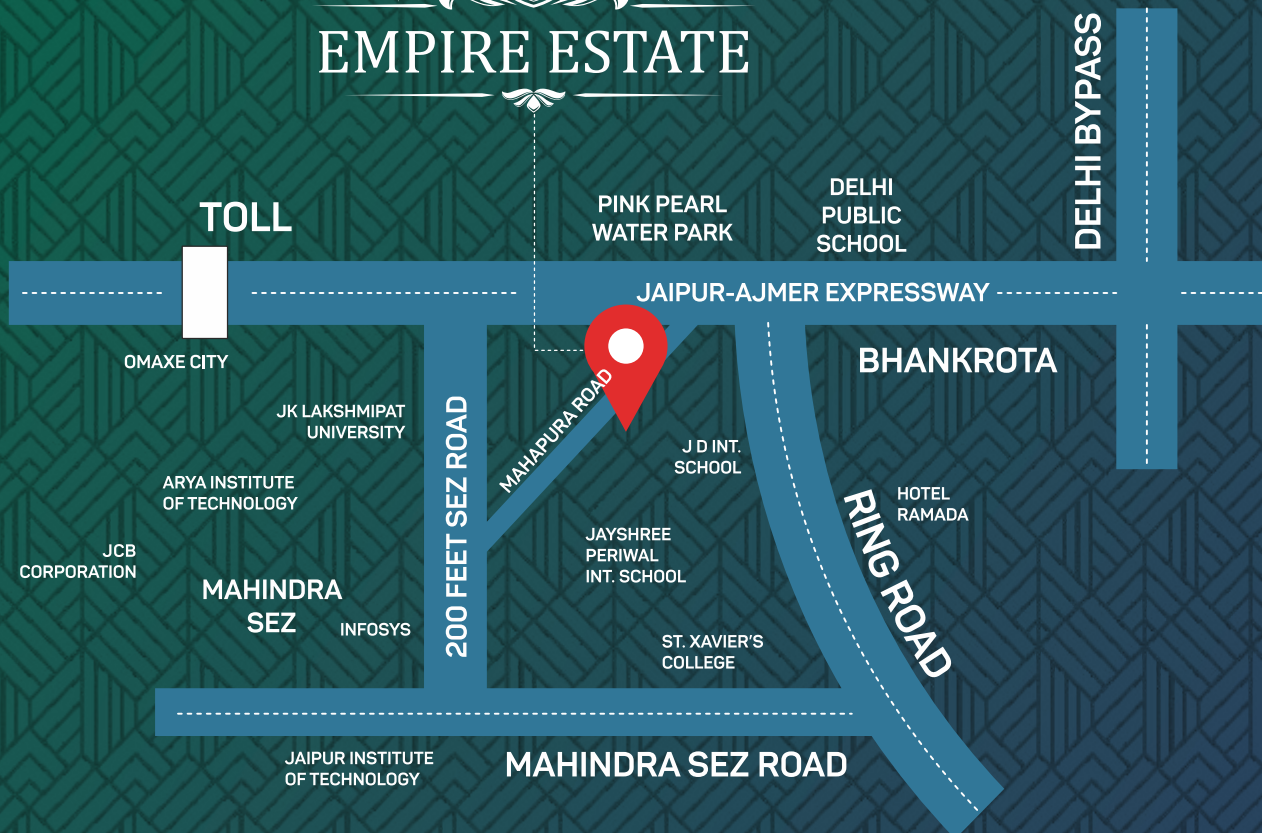 EMPIRE ESTATE
DELHI BYPASS
TOLL
PINK PEARL
WATER PARK
DELHI
PUBLIC
SCHOOL
JAIPUR-AJMER EXPRESSWAY
OMAXE CITY
BHANKROTA
JK LAKSHMIPAT
UNIVERSITY
200 FEET SEZ ROAD
MAHAPURA ROAD
J D INT.
SCHOOL
ARYA INSTITUTE
OF TECHNOLOGY
HOTEL
RAMADA
RING ROAD
JCB
CORPORATION
JAYSHREE
PERIWAL
INT. SCHOOL
MAHINDRA
SEZ
INFOSYS
ST. XAVIER'S
COLLEGE
JAIPUR INSTITUTE
OF TECHNOLOGY
MAHINDRA SEZ ROAD